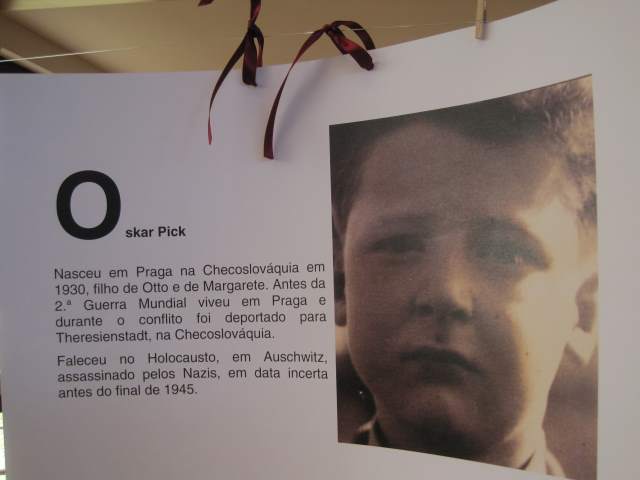 Oskar Pick
Nasceu em Praga na Checoslováquia em
1930, filho de Otto e de Margarete. Antes da
2.ª Guerra Mundial viveu em Praga e
durante o conflito foi deportado para
Theresienstadt, na Checoslováquia.
Faleceu no Holocausto, em Auschwitz,
assassinado pelos Nazis, em data incerta
antes do final de 1945.